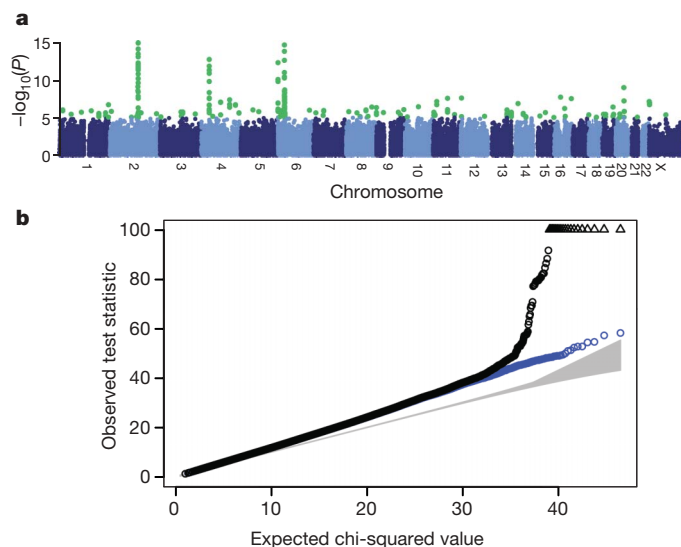 a
15
10
5
0
−log10(P)
1 2 3 4 5 6 7 8 9 10 11 12 13 14 15 16 17 18 19 20 21 22 X
Chromosome
b
100
80
60
40
20
0
Observed test statistic
0 10 20 30 40
Expected chi-squared value